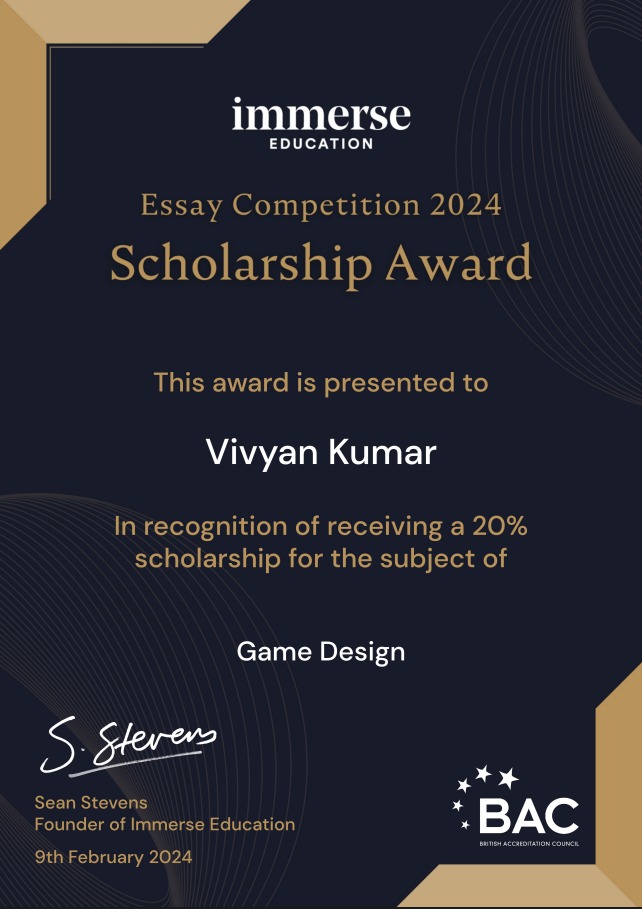 immerse
EDUCATION
Essay Competition 2024
Scholarship Award
This award is presented to
Vivyan Kumar
In recognition of receiving a 20%
scholarship for the subject of
Game Design
S. Stevens
Sean Stevens
Founder of Immerse Education
9th February 2024
BAC
BRITISH ACCREDITATION COUNCIL